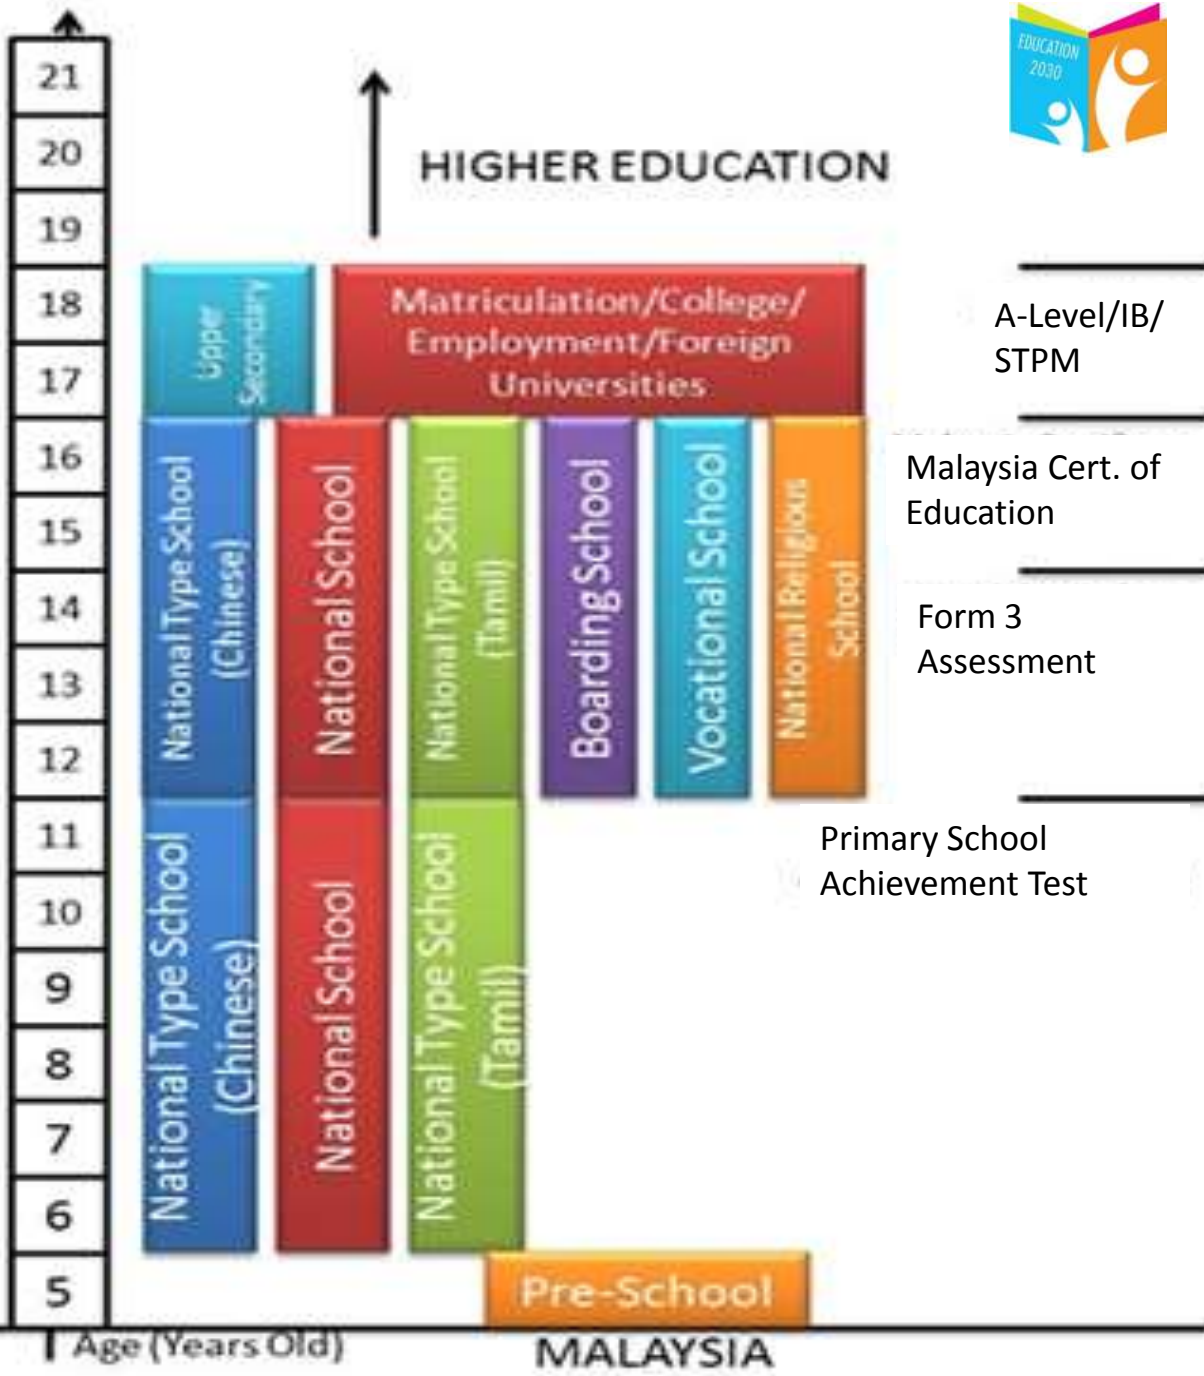 EDUCATION
2030
21
20
19
18
17
16
15
14
13
12
11
10
9
8
7
6
5
HIGHER EDUCATION
Upper
Secondary
Matriculation/College/
Employment/Foreign
Universities
A-Level/IB/
STPM
National Type School
(Chinese)
National School
National Type School
(Tamil)
Boarding School
Vocational School
National Religious
School
Malaysia Cert. of
Education
Form 3
Assessment
National Type School
(Chinese)
National School
National Type School
(Tamil)
Primary School
Achievement Test
Pre-School
Age (Years Old)
MALAYSIA